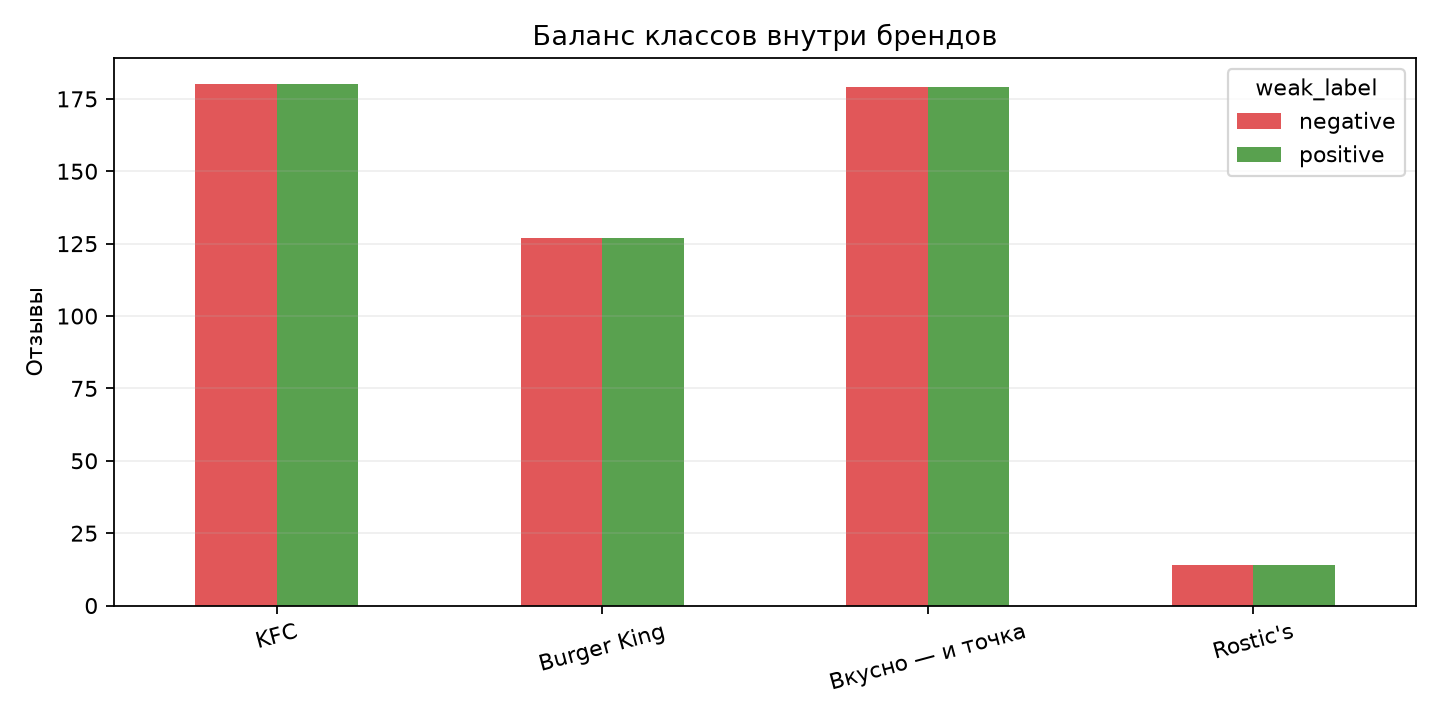 Баланс классов внутри брендов
weak_label
negative
positive
Отзывы
175
150
125
100
75
50
25
0
KFC
Burger King
Вкусно — и точка
Rostic's